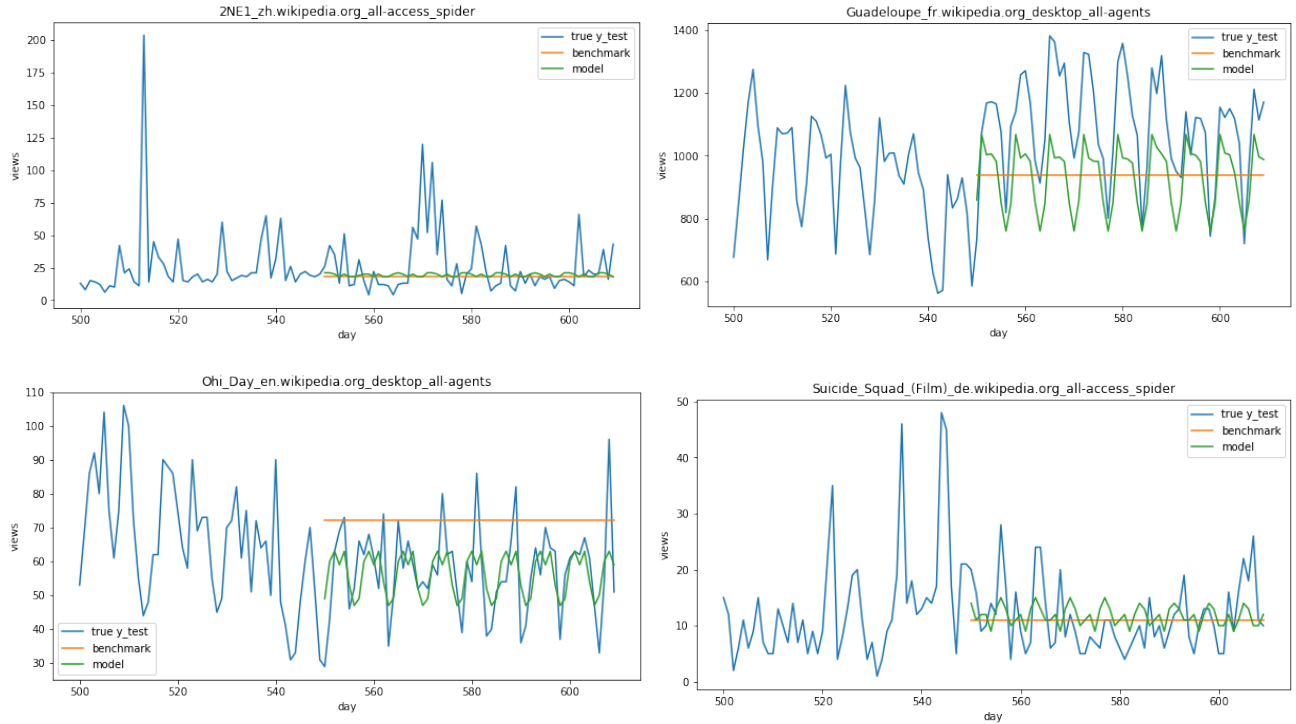 2NE1_zh.wikipedia.org_all-access_spider
200
175
150
125
100
75
50
25
0
views
500 520 540 560 580 600
day
true y_test
benchmark
model
Guadeloupe_fr.wikipedia.org_desktop_all-agents
1400
1200
1000
800
600
views
500 520 540 560 580 600
day
true y_test
benchmark
model
Ohi_Day_en.wikipedia.org_desktop_all-agents
110
100
90
80
70
60
50
40
30
views
500 520 540 560 580 600
day
true y_test
benchmark
model
Suicide_Squad_(Film)_de.wikipedia.org_all-access_spider
50
40
30
20
10
0
views
500 520 540 560 580 600
day
true y_test
benchmark
model